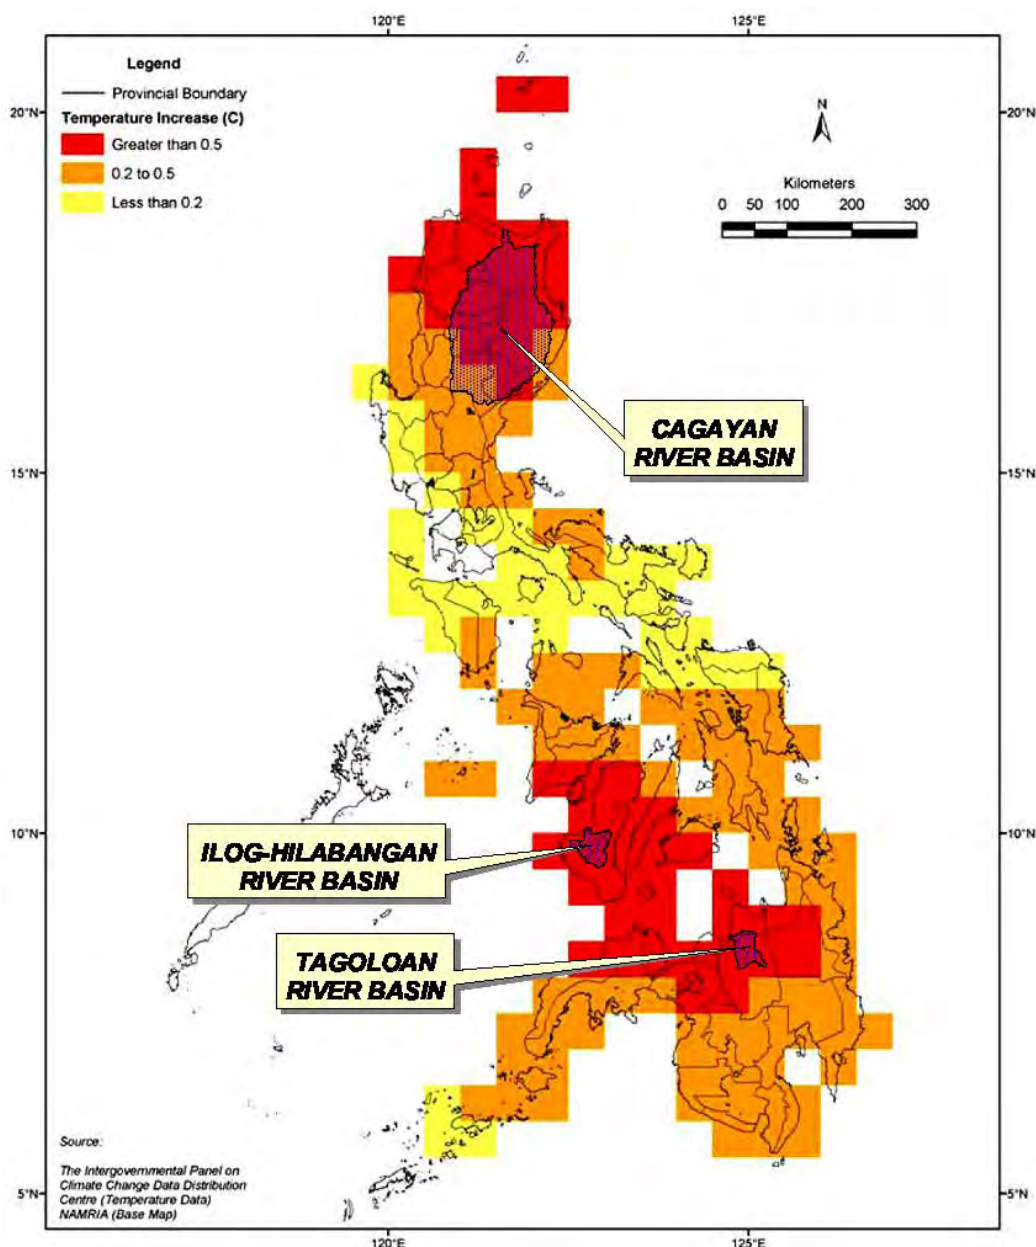 120°E 125°E
Legend
Provincial Boundary
Temperature Increase (C)
Greater than 0.5
0.2 to 0.5
Less than 0.2
20°N 20°N
N
Kilometers
0 50 100 200 300
CAGAYAN
RIVER BASIN
15°N 15°N
10°N 10°N
ILOG-HILABANGAN
RIVER BASIN
TAGOLOAN
RIVER BASIN
Source:
The Intergovernmental Panel on
Climate Change Data Distribution
Centre (Temperature Data)
NAMRIA (Base Map)
5°N 5°N
120°E 125°E